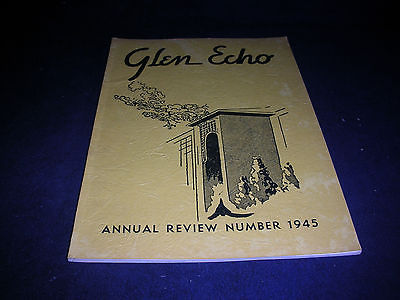 Glen Echo
ANNUAL REVIEW NUMBER 1945